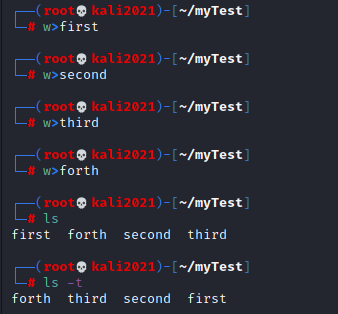 ┌──(root💀kali2021)-[~/myTest]
└─# w>first
┌──(root💀kali2021)-[~/myTest]
└─# w>second
┌──(root💀kali2021)-[~/myTest]
└─# w>third
┌──(root💀kali2021)-[~/myTest]
└─# w>forth
┌──(root💀kali2021)-[~/myTest]
└─# ls
first  forth  second  third
┌──(root💀kali2021)-[~/myTest]
└─# ls -t
forth  third  second  first